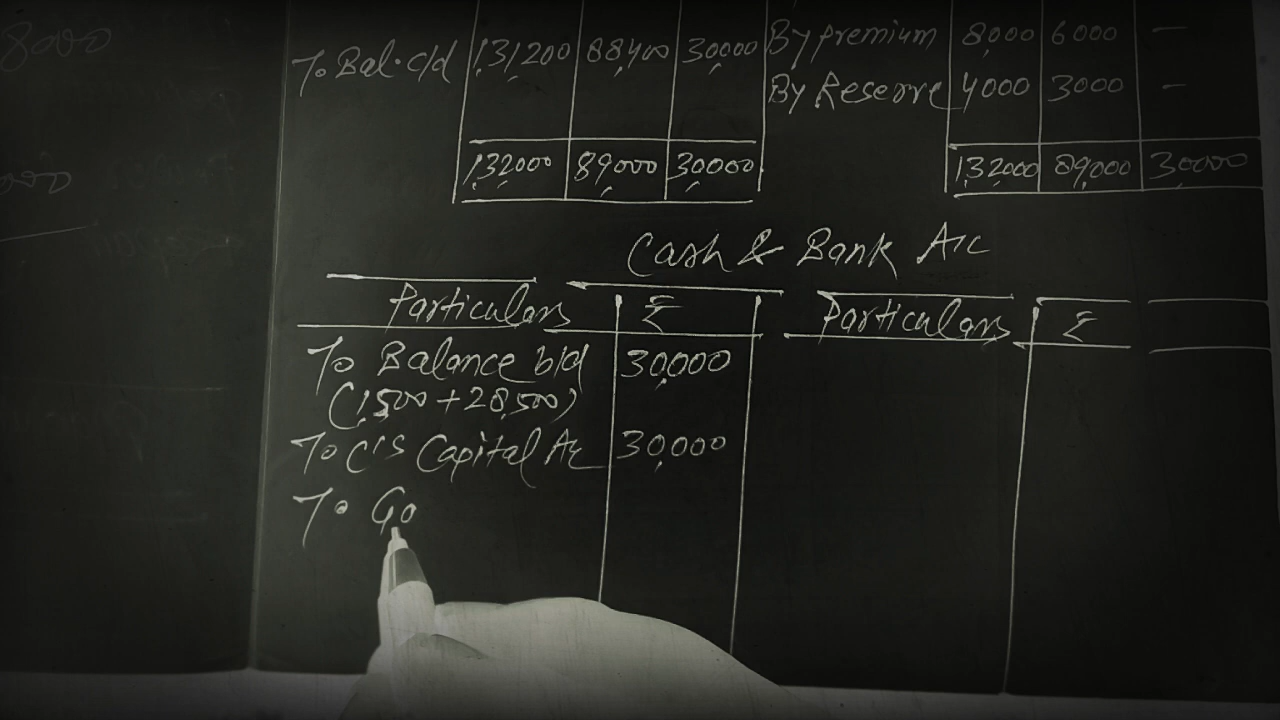 8000
To Bal. c/d 1,31,200 88,400 30,000 By premium 8,000 6000 -
By Reserve 4000 3000 -
1,32,000 89,000 30,000 1,32,000 89,000 30,000
Cash & Bank A/c
Particulars ₹ Particulars ₹
To Balance b/d 30,000
(1,500 + 28,500)
To C's Capital A/c 30,000
To Go